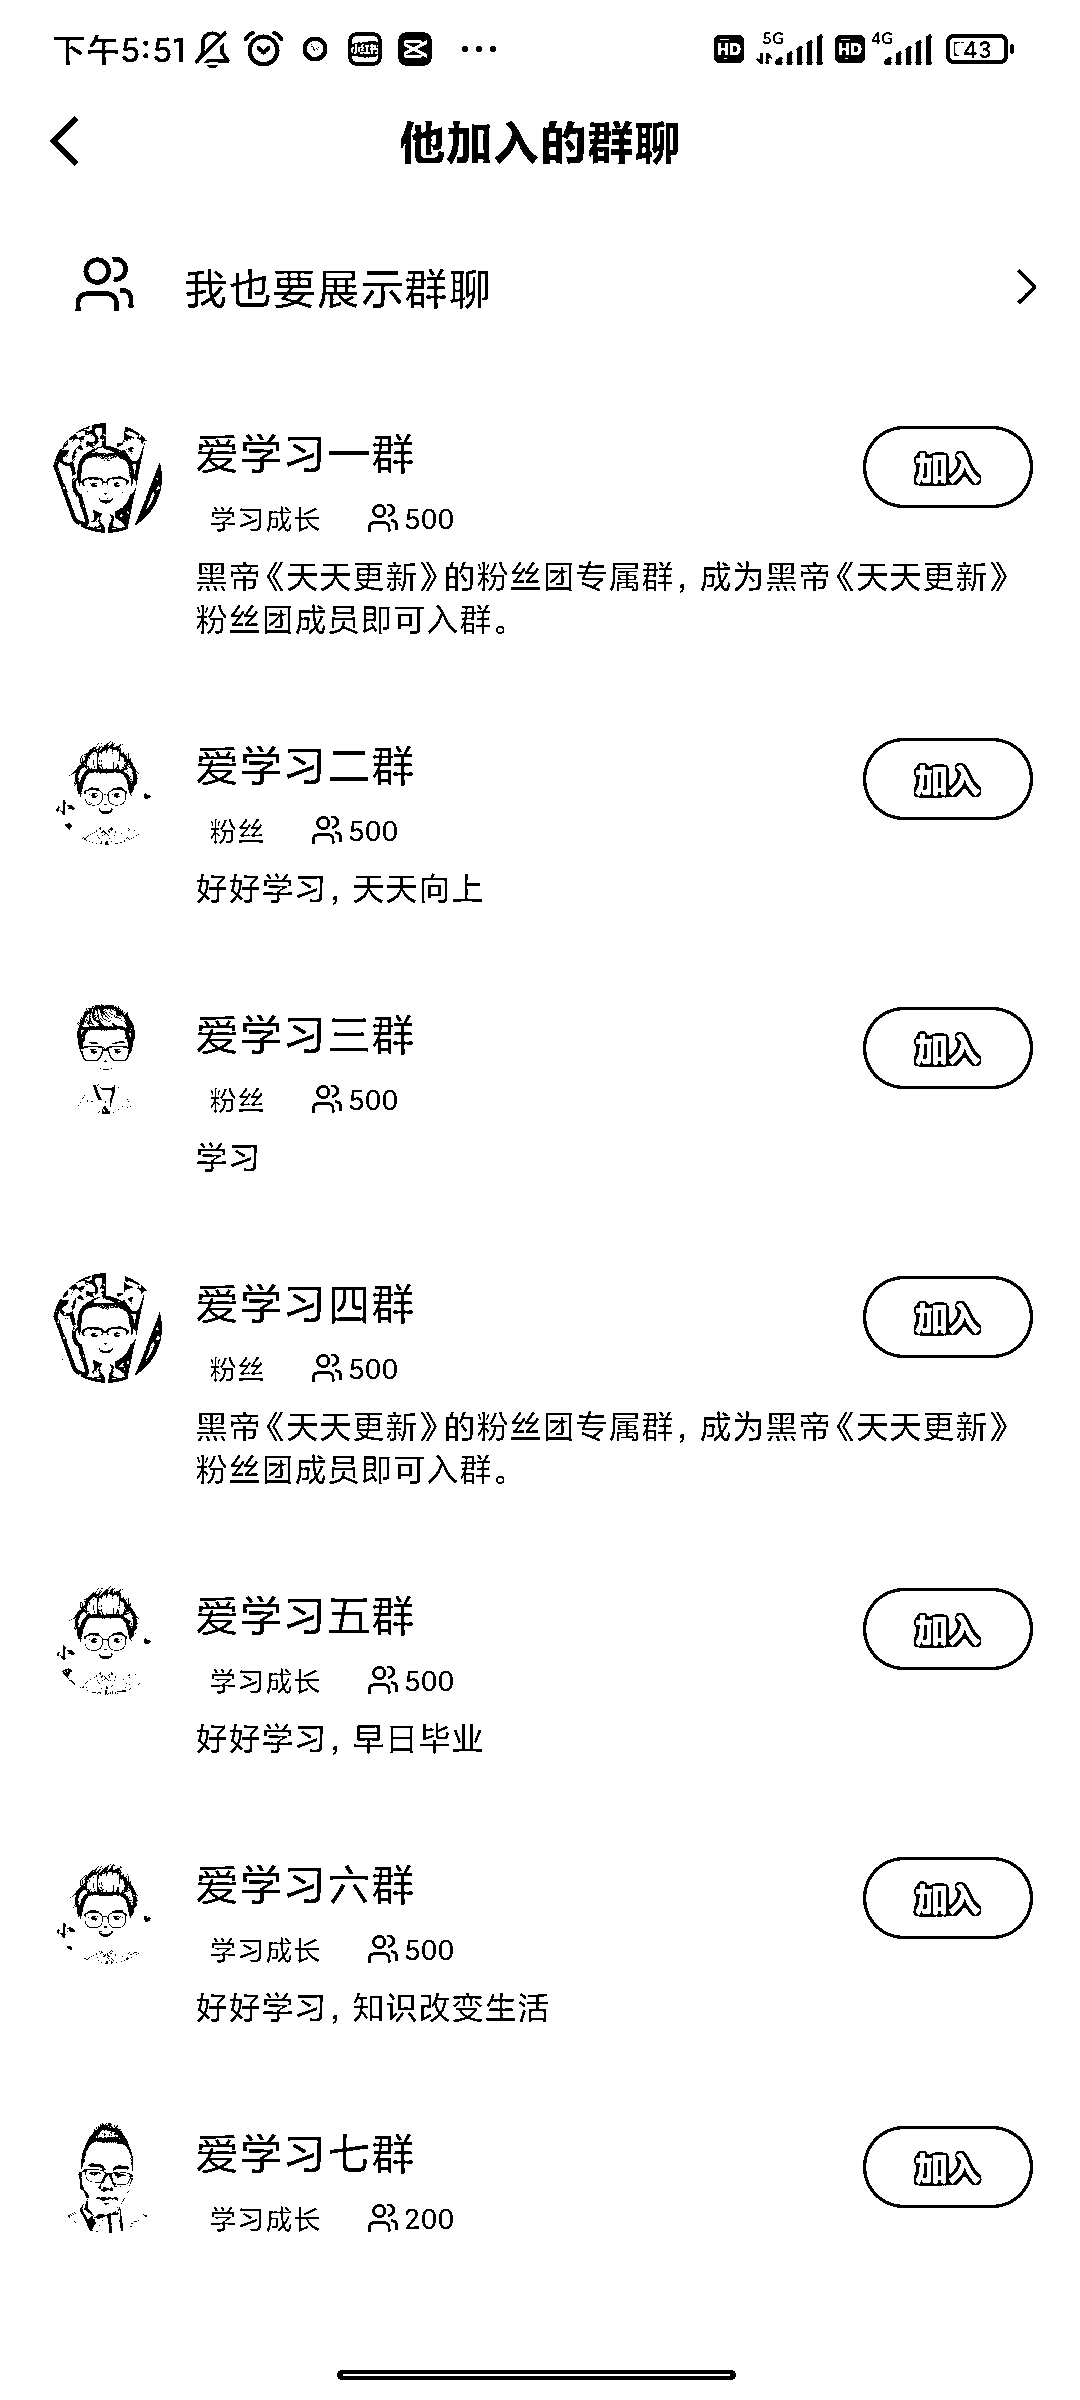 下午5:51 HD 5G HD 4G 43
他加入的群聊
我也要展示群聊
爱学习一群 加入
学习成长 500
黑帝《天天更新》的粉丝团专属群，成为黑帝《天天更新》
粉丝团成员即可入群。
爱学习二群 加入
粉丝 500
好好学习，天天向上
爱学习三群 加入
粉丝 500
学习
爱学习四群 加入
粉丝 500
黑帝《天天更新》的粉丝团专属群，成为黑帝《天天更新》
粉丝团成员即可入群。
爱学习五群 加入
学习成长 500
好好学习，早日毕业
爱学习六群 加入
学习成长 500
好好学习，知识改变生活
爱学习七群 加入
学习成长 200